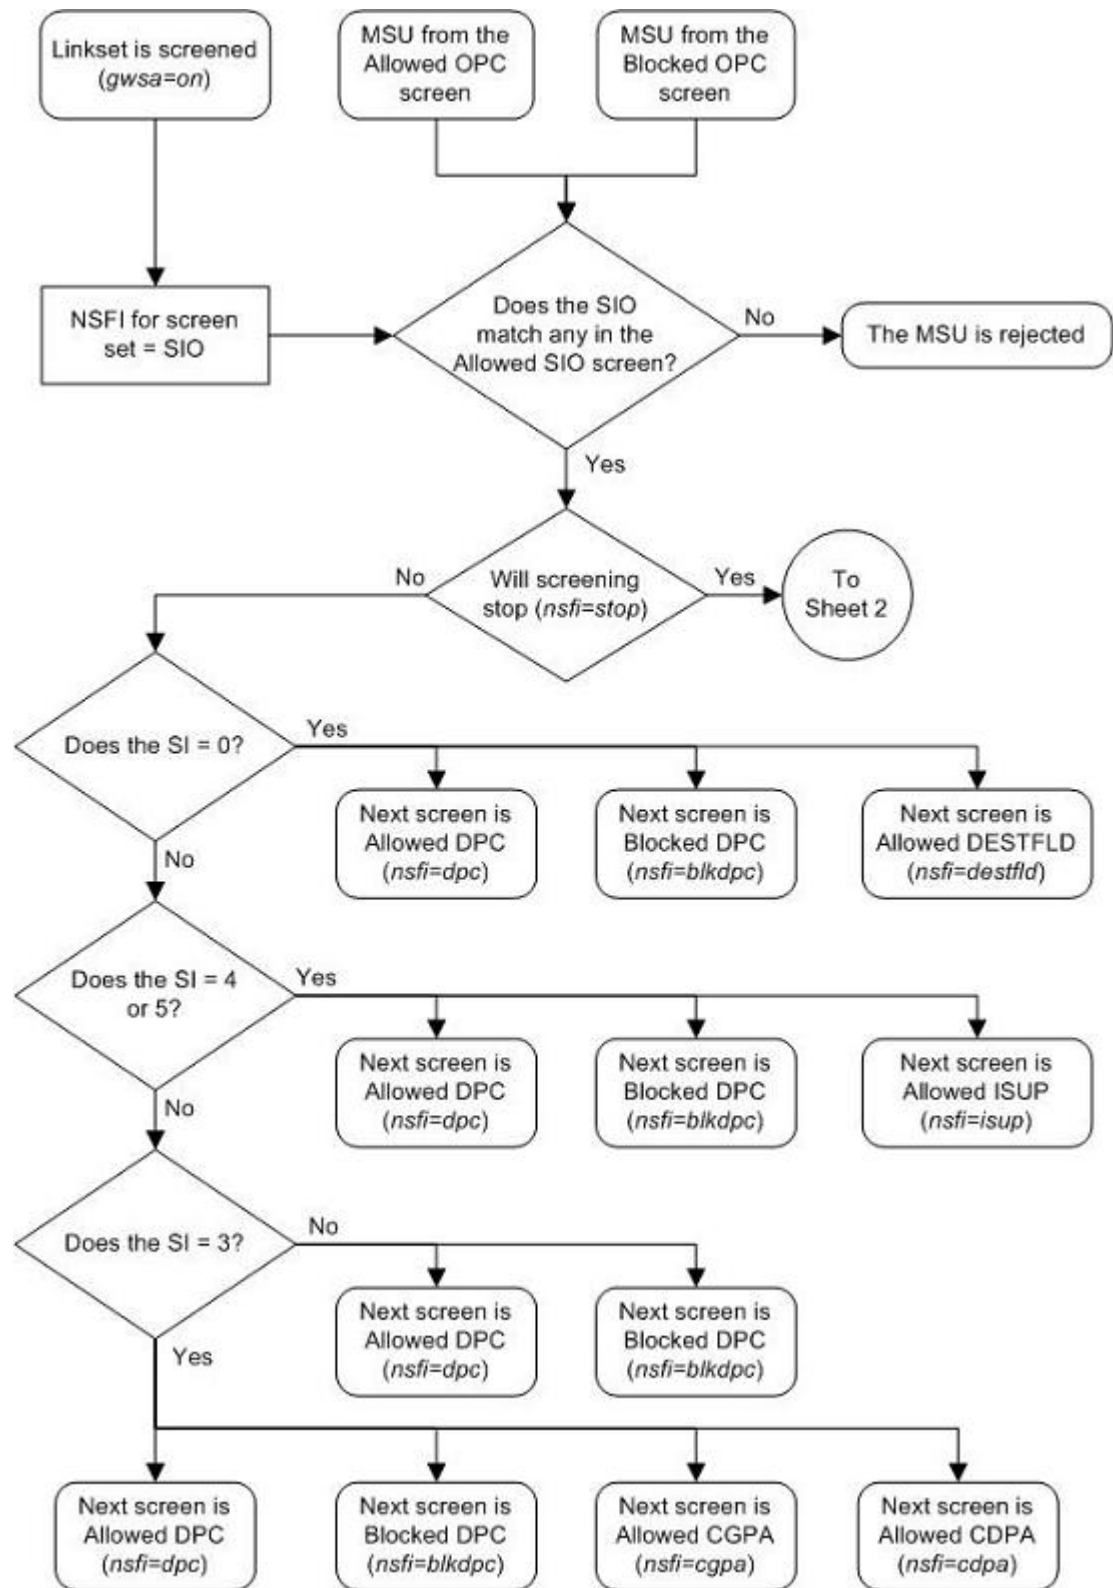 Linkset is screened
(gwsa=on)
MSU from the
Allowed OPC
screen
MSU from the
Blocked OPC
screen
NSFI for screen
set = SIO
Does the SIO
match any in the
Allowed SIO screen?
No
The MSU is rejected
Yes
Will screening
stop (nsfi=stop)
No
Yes
To
Sheet 2
Does the SI = 0?
Yes
Next screen is
Allowed DPC
(nsfi=dpc)
Next screen is
Blocked DPC
(nsfi=blkdpc)
Next screen is
Allowed DESTFLD
(nsfi=destfld)
No
Does the SI = 4
or 5?
Yes
Next screen is
Allowed DPC
(nsfi=dpc)
Next screen is
Blocked DPC
(nsfi=blkdpc)
Next screen is
Allowed ISUP
(nsfi=isup)
No
Does the SI = 3?
No
Next screen is
Allowed DPC
(nsfi=dpc)
Next screen is
Blocked DPC
(nsfi=blkdpc)
Yes
Next screen is
Allowed DPC
(nsfi=dpc)
Next screen is
Blocked DPC
(nsfi=blkdpc)
Next screen is
Allowed CGPA
(nsfi=cgpa)
Next screen is
Allowed CDPA
(nsfi=cdpa)